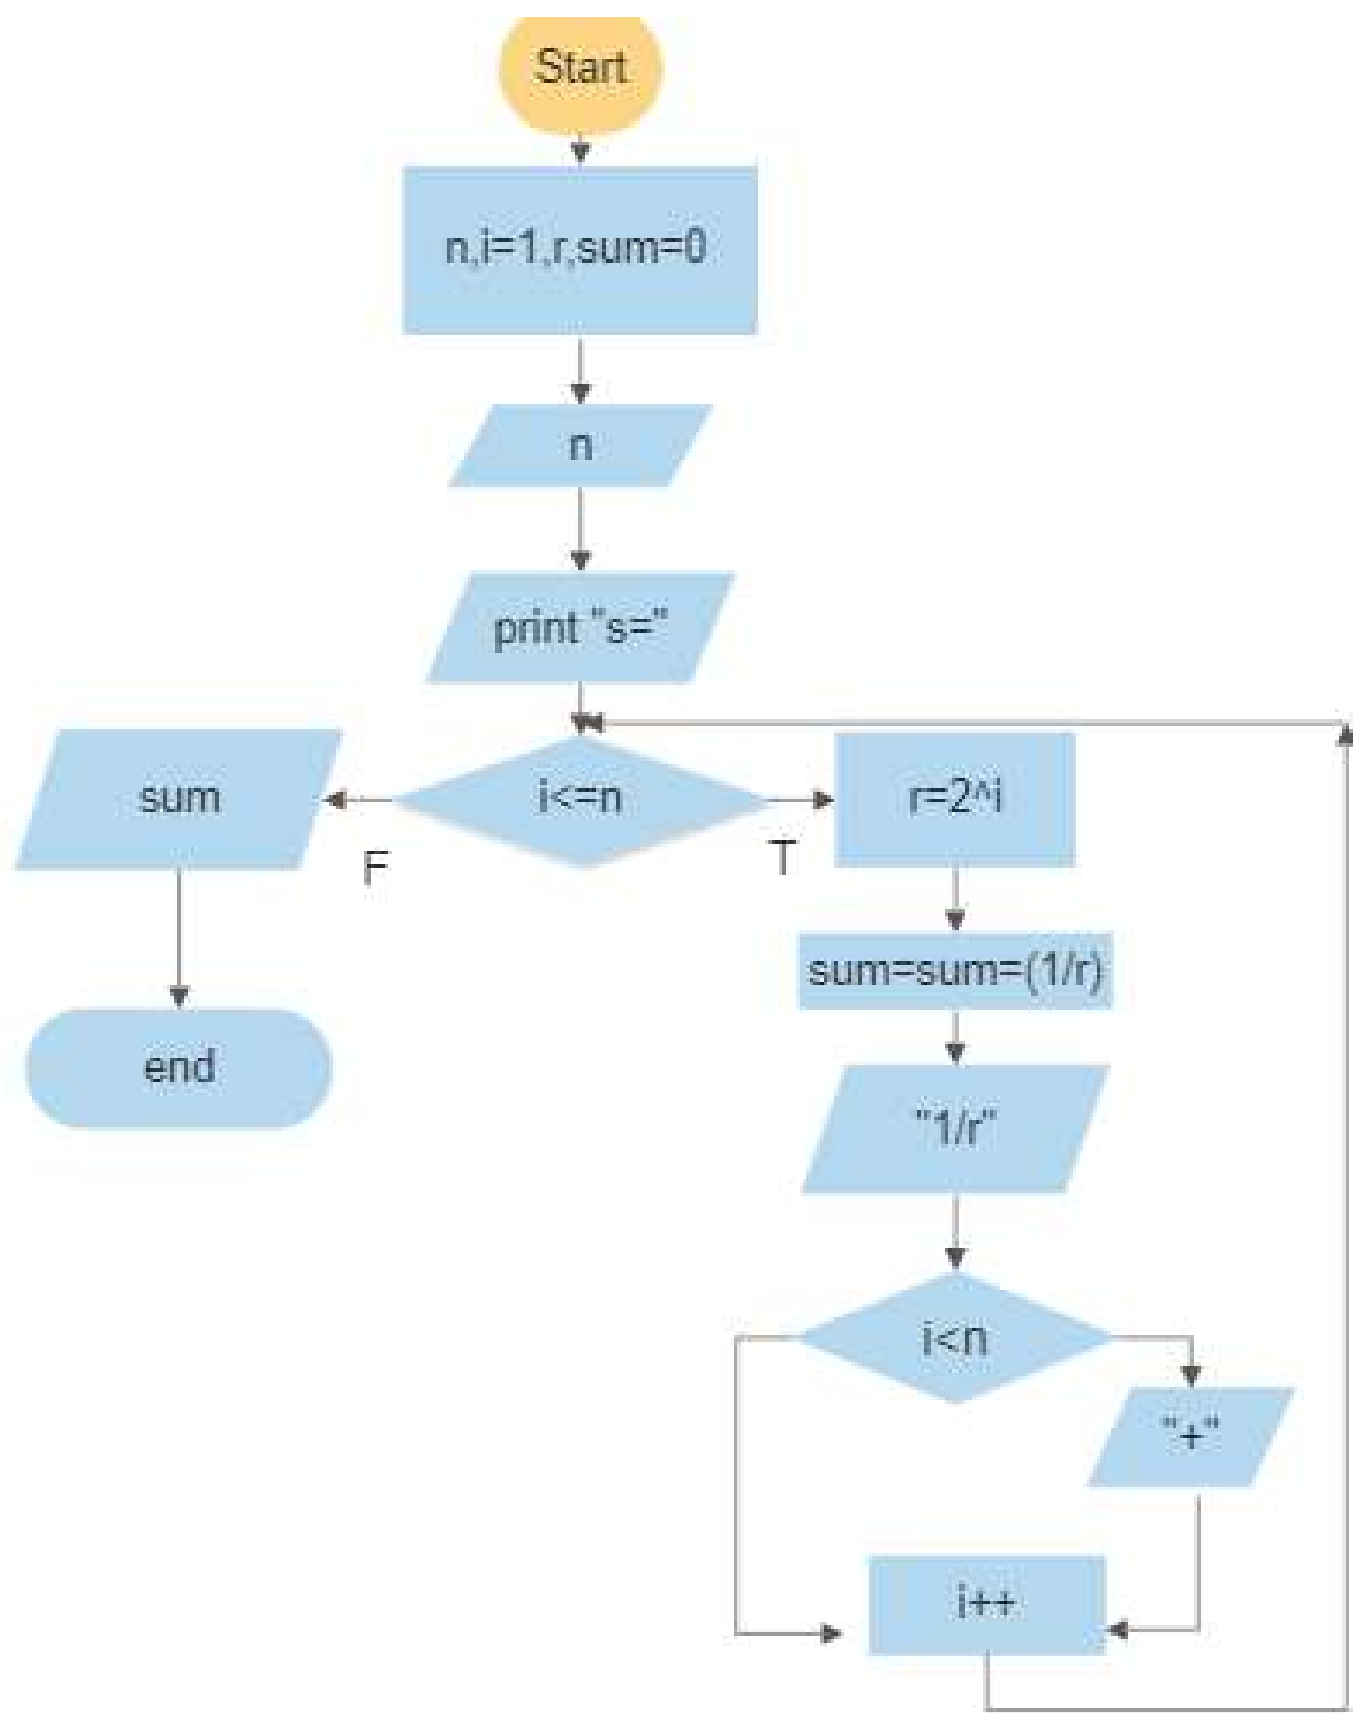 Start
n,i=1,r,sum=0
n
print "s="
i<=n
F
T
sum
end
r=2^i
sum=sum=(1/r)
"1/r"
i<n
"+"
i++